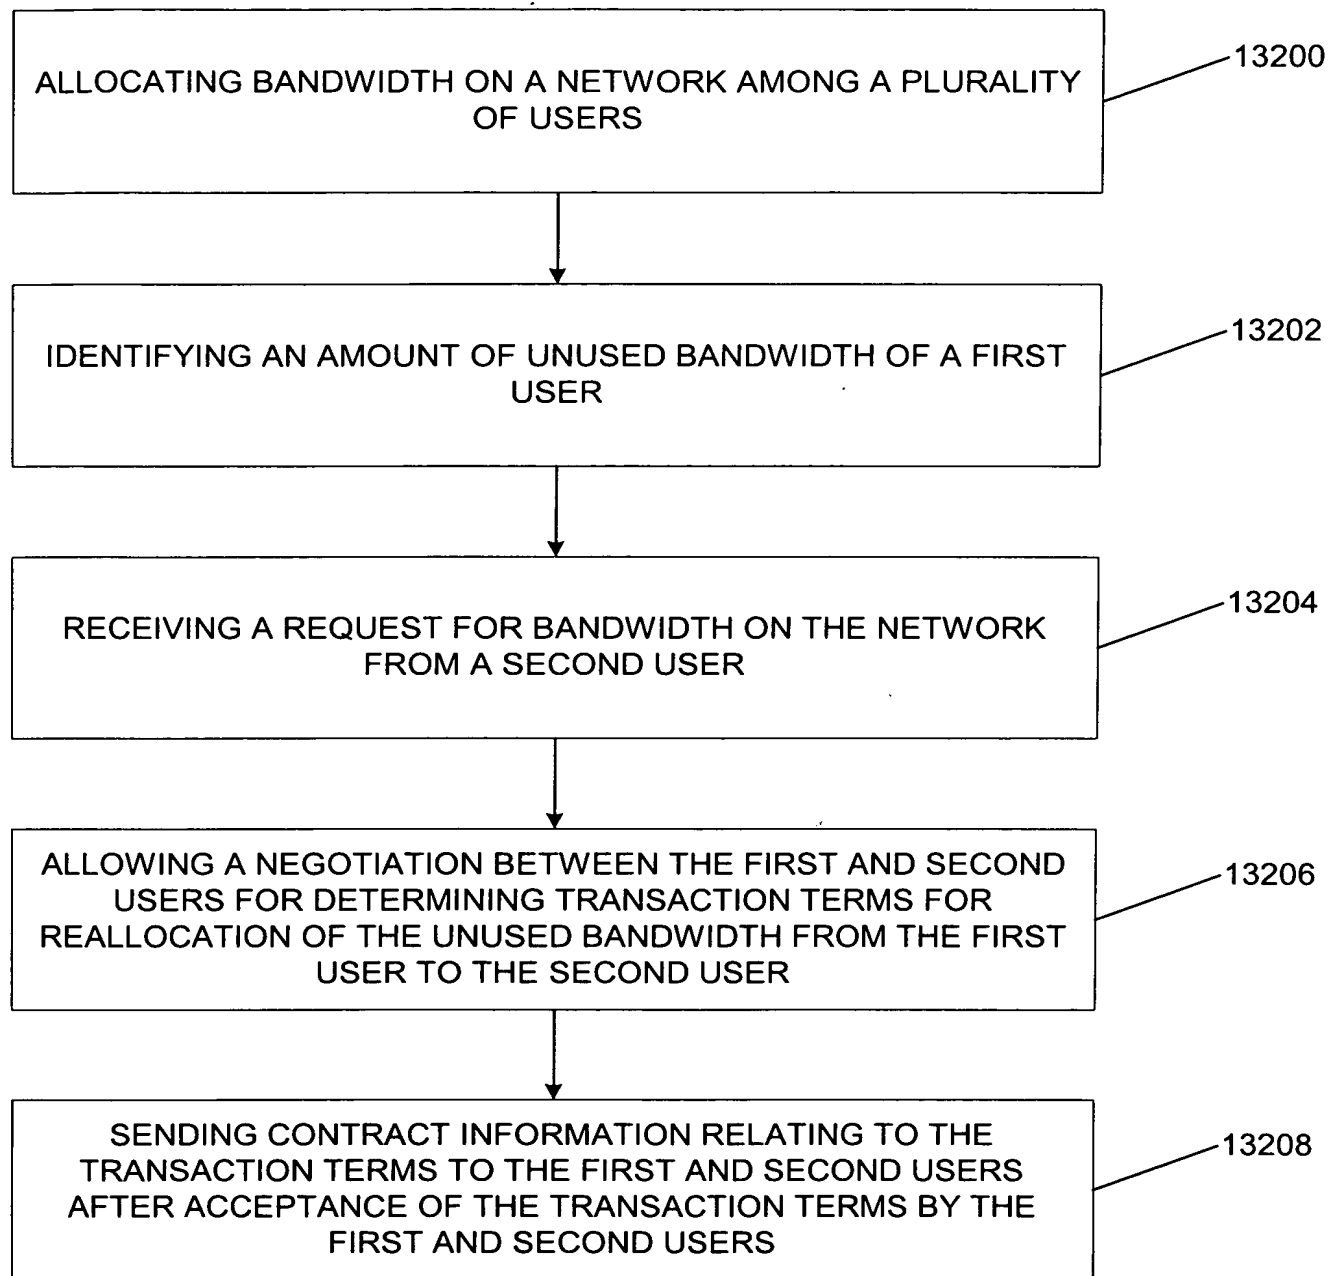 ALLOCATING BANDWIDTH ON A NETWORK AMONG A PLURALITY
OF USERS
13200
IDENTIFYING AN AMOUNT OF UNUSED BANDWIDTH OF A FIRST
USER
13202
RECEIVING A REQUEST FOR BANDWIDTH ON THE NETWORK
FROM A SECOND USER
13204
ALLOWING A NEGOTIATION BETWEEN THE FIRST AND SECOND
USERS FOR DETERMINING TRANSACTION TERMS FOR
REALLOCATION OF THE UNUSED BANDWIDTH FROM THE FIRST
USER TO THE SECOND USER
13206
SENDING CONTRACT INFORMATION RELATING TO THE
TRANSACTION TERMS TO THE FIRST AND SECOND USERS
AFTER ACCEPTANCE OF THE TRANSACTION TERMS BY THE
FIRST AND SECOND USERS
13208